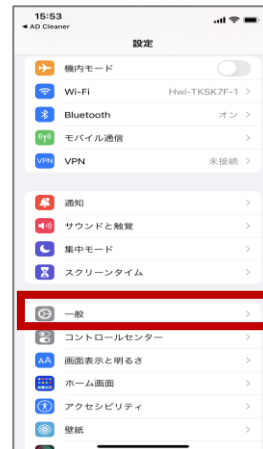 15:53
◀ AD Cleaner
設定
機内モード
Wi-Fi Hwi-TKSK7F-1 >
Bluetooth オン >
モバイル通信 >
VPN VPN 未接続 >
通知 >
サウンドと触覚 >
集中モード >
スクリーンタイム >
一般 >
コントロールセンター >
AA 画面表示と明るさ >
ホーム画面 >
アクセシビリティ >
壁紙 >